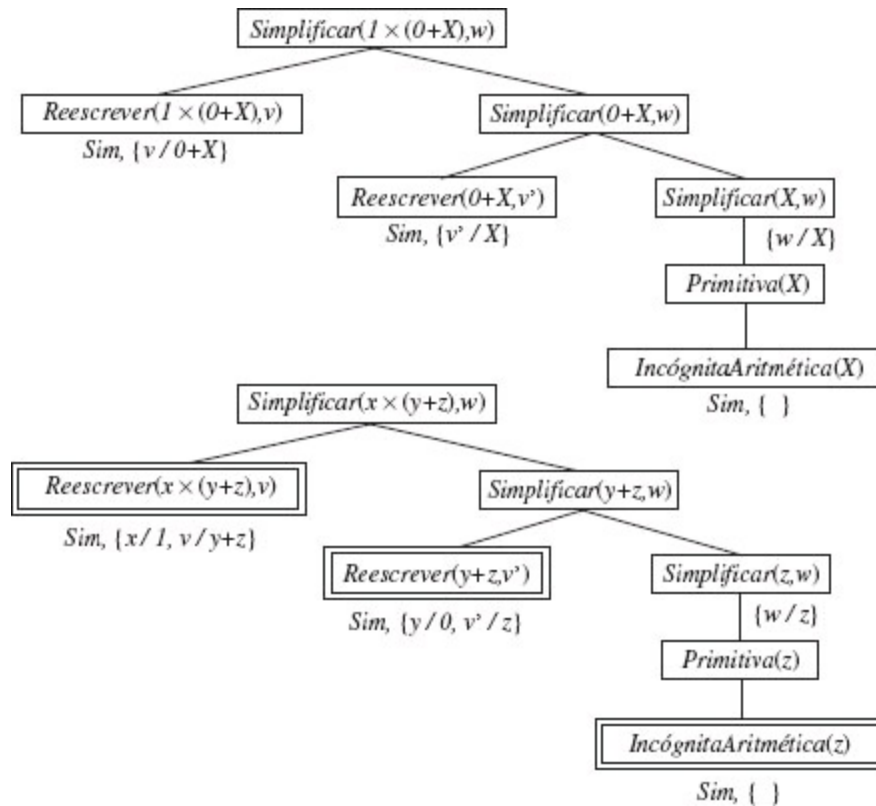 Simplificar(1 × (0+X),w)
Reescrever(1 × (0+X),v)
Simplificar(0+X,w)
Sim, {v / 0+X}
Reescrever(0+X,v’)
Simplificar(X,w)
Sim, {v’ / X}
{w / X}
Primitiva(X)
IncógnitaAritmética(X)
Sim, { }
Simplificar(x × (y+z),w)
Reescrever(x × (y+z),v)
Simplificar(y+z,w)
Sim, {x / 1, v / y+z}
Reescrever(y+z,v’)
Simplificar(z,w)
Sim, {y / 0, v’ / z}
{w / z}
Primitiva(z)
IncógnitaAritmética(z)
Sim, { }